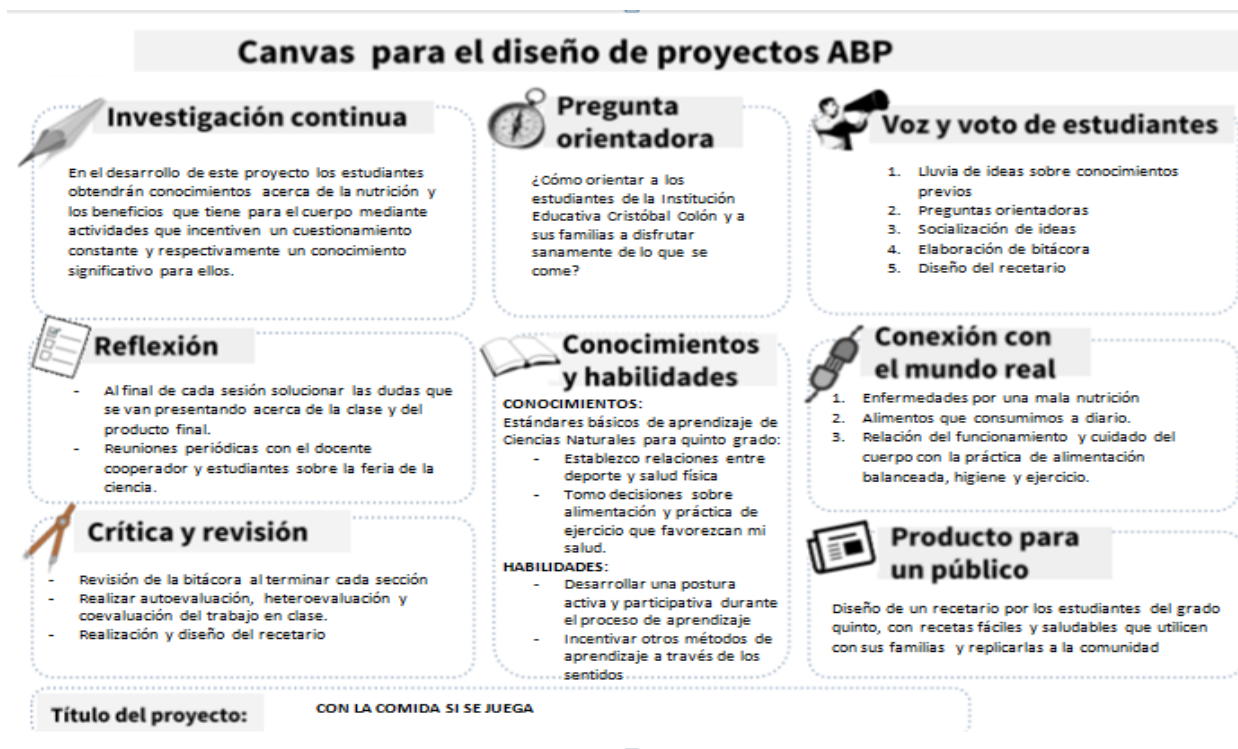 Canvas para el diseño de proyectos ABP
Investigación continua
En el desarrollo de este proyecto los estudiantes
obtendrán conocimientos acerca de la nutrición y
los beneficios que tiene para el cuerpo mediante
actividades que incentiven un cuestionamiento
constante y respectivamente un conocimiento
significativo para ellos.
Pregunta
orientadora
¿Cómo orientar a los
estudiantes de la Institución
Educativa Cristóbal Colón y a
sus familias a disfrutar
sanamente de lo que se
come?
Voz y voto de estudiantes
1. Lluvia de ideas sobre conocimientos
previos
2. Preguntas orientadoras
3. Socialización de ideas
4. Elaboración de bitácora
5. Diseño del recetario
Reflexión
- Al final de cada sesión solucionar las dudas que
se van presentando acerca de la clase y del
producto final.
- Reuniones periódicas con el docente
cooperador y estudiantes sobre la feria de la
ciencia.
Conocimientos
y habilidades
CONOCIMIENTOS:
Estándares básicos de aprendizaje de
Ciencias Naturales para quinto grado:
- Establezco relaciones entre
deporte y salud física
- Tomo decisiones sobre
alimentación y práctica de
ejercicio que favorezcan mi
salud.
HABILIDADES:
- Desarrollar una postura
activa y participativa durante
el proceso de aprendizaje
- Incentivar otros métodos de
aprendizaje a través de los
sentidos
Conexión con
el mundo real
1. Enfermedades por una mala nutrición
2. Alimentos que consumimos a diario.
3. Relación del funcionamiento y cuidado del
cuerpo con la práctica de alimentación
balanceada, higiene y ejercicio.
Crítica y revisión
- Revisión de la bitácora al terminar cada sección
- Realizar autoevaluación, heteroevaluación y
coevaluación del trabajo en clase.
- Realización y diseño del recetario
Producto para
un público
Diseño de un recetario por los estudiantes del grado
quinto, con recetas fáciles y saludables que utilicen
con sus familias y replicarlas a la comunidad
Título del proyecto: CON LA COMIDA SI SE JUEGA